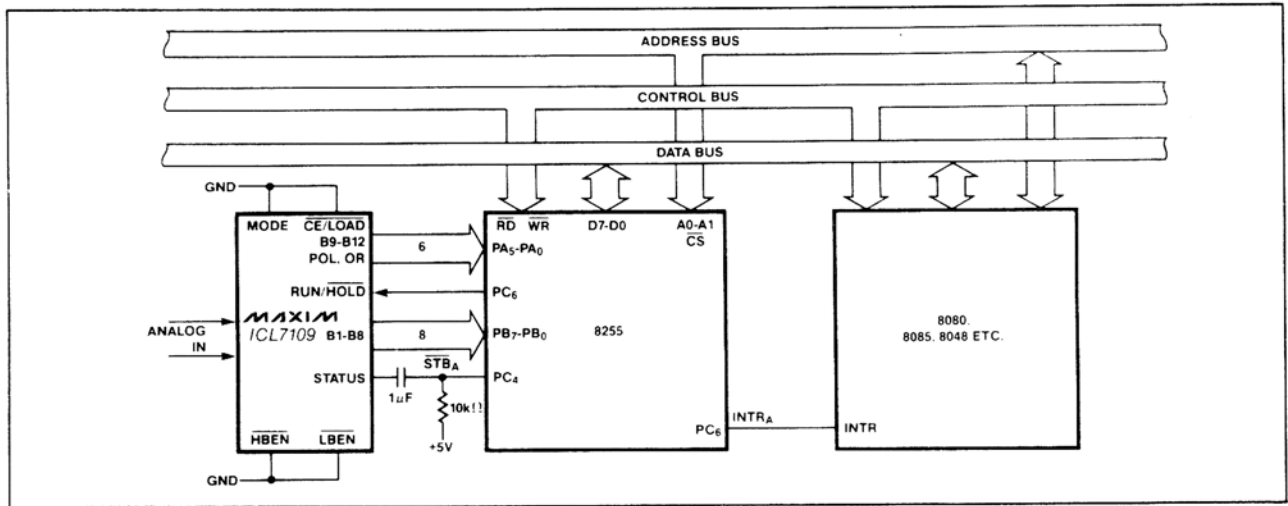 ADDRESS BUS
CONTROL BUS
DATA BUS
GND
MODE
CE/LOAD
B9-B12
POL. OR
6
RUN/HOLD
ANALOG
IN
MAXIM
ICL7109
B1-B8
8
STATUS
1μF
STB_A
10kΩ
+5V
HBEN
LBEN
GND
RD
WR
D7-D0
A0-A1
CS
PA5-PA0
PC6
PB7-PB0
8255
PC4
PC6
INTR_A
INTR
8080.
8085. 8048 ETC.